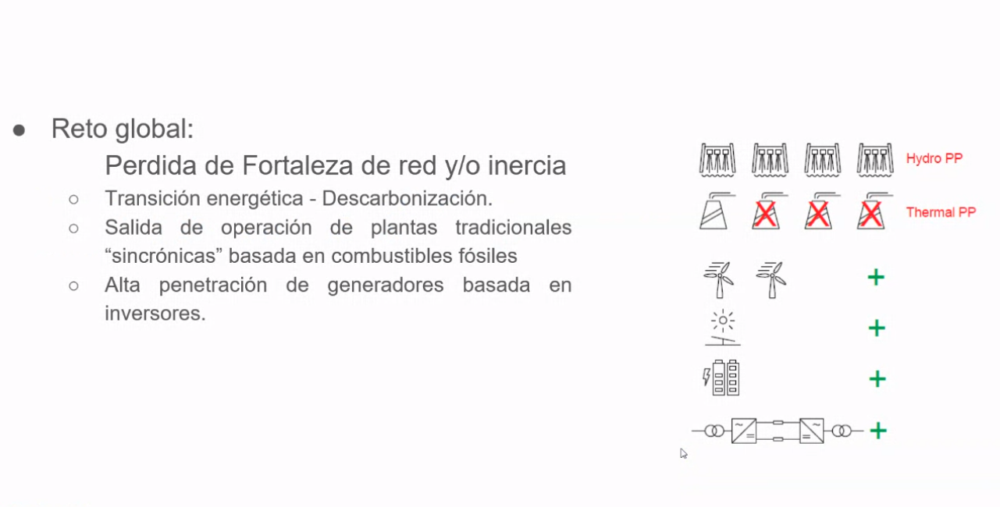 ● Reto global:
Perdida de Fortaleza de red y/o inercia
○ Transición energética - Descarbonización.
○ Salida de operación de plantas tradicionales
“sincrónicas” basada en combustibles fósiles
○ Alta penetración de generadores basada en
inversores.
Hydro PP
Thermal PP